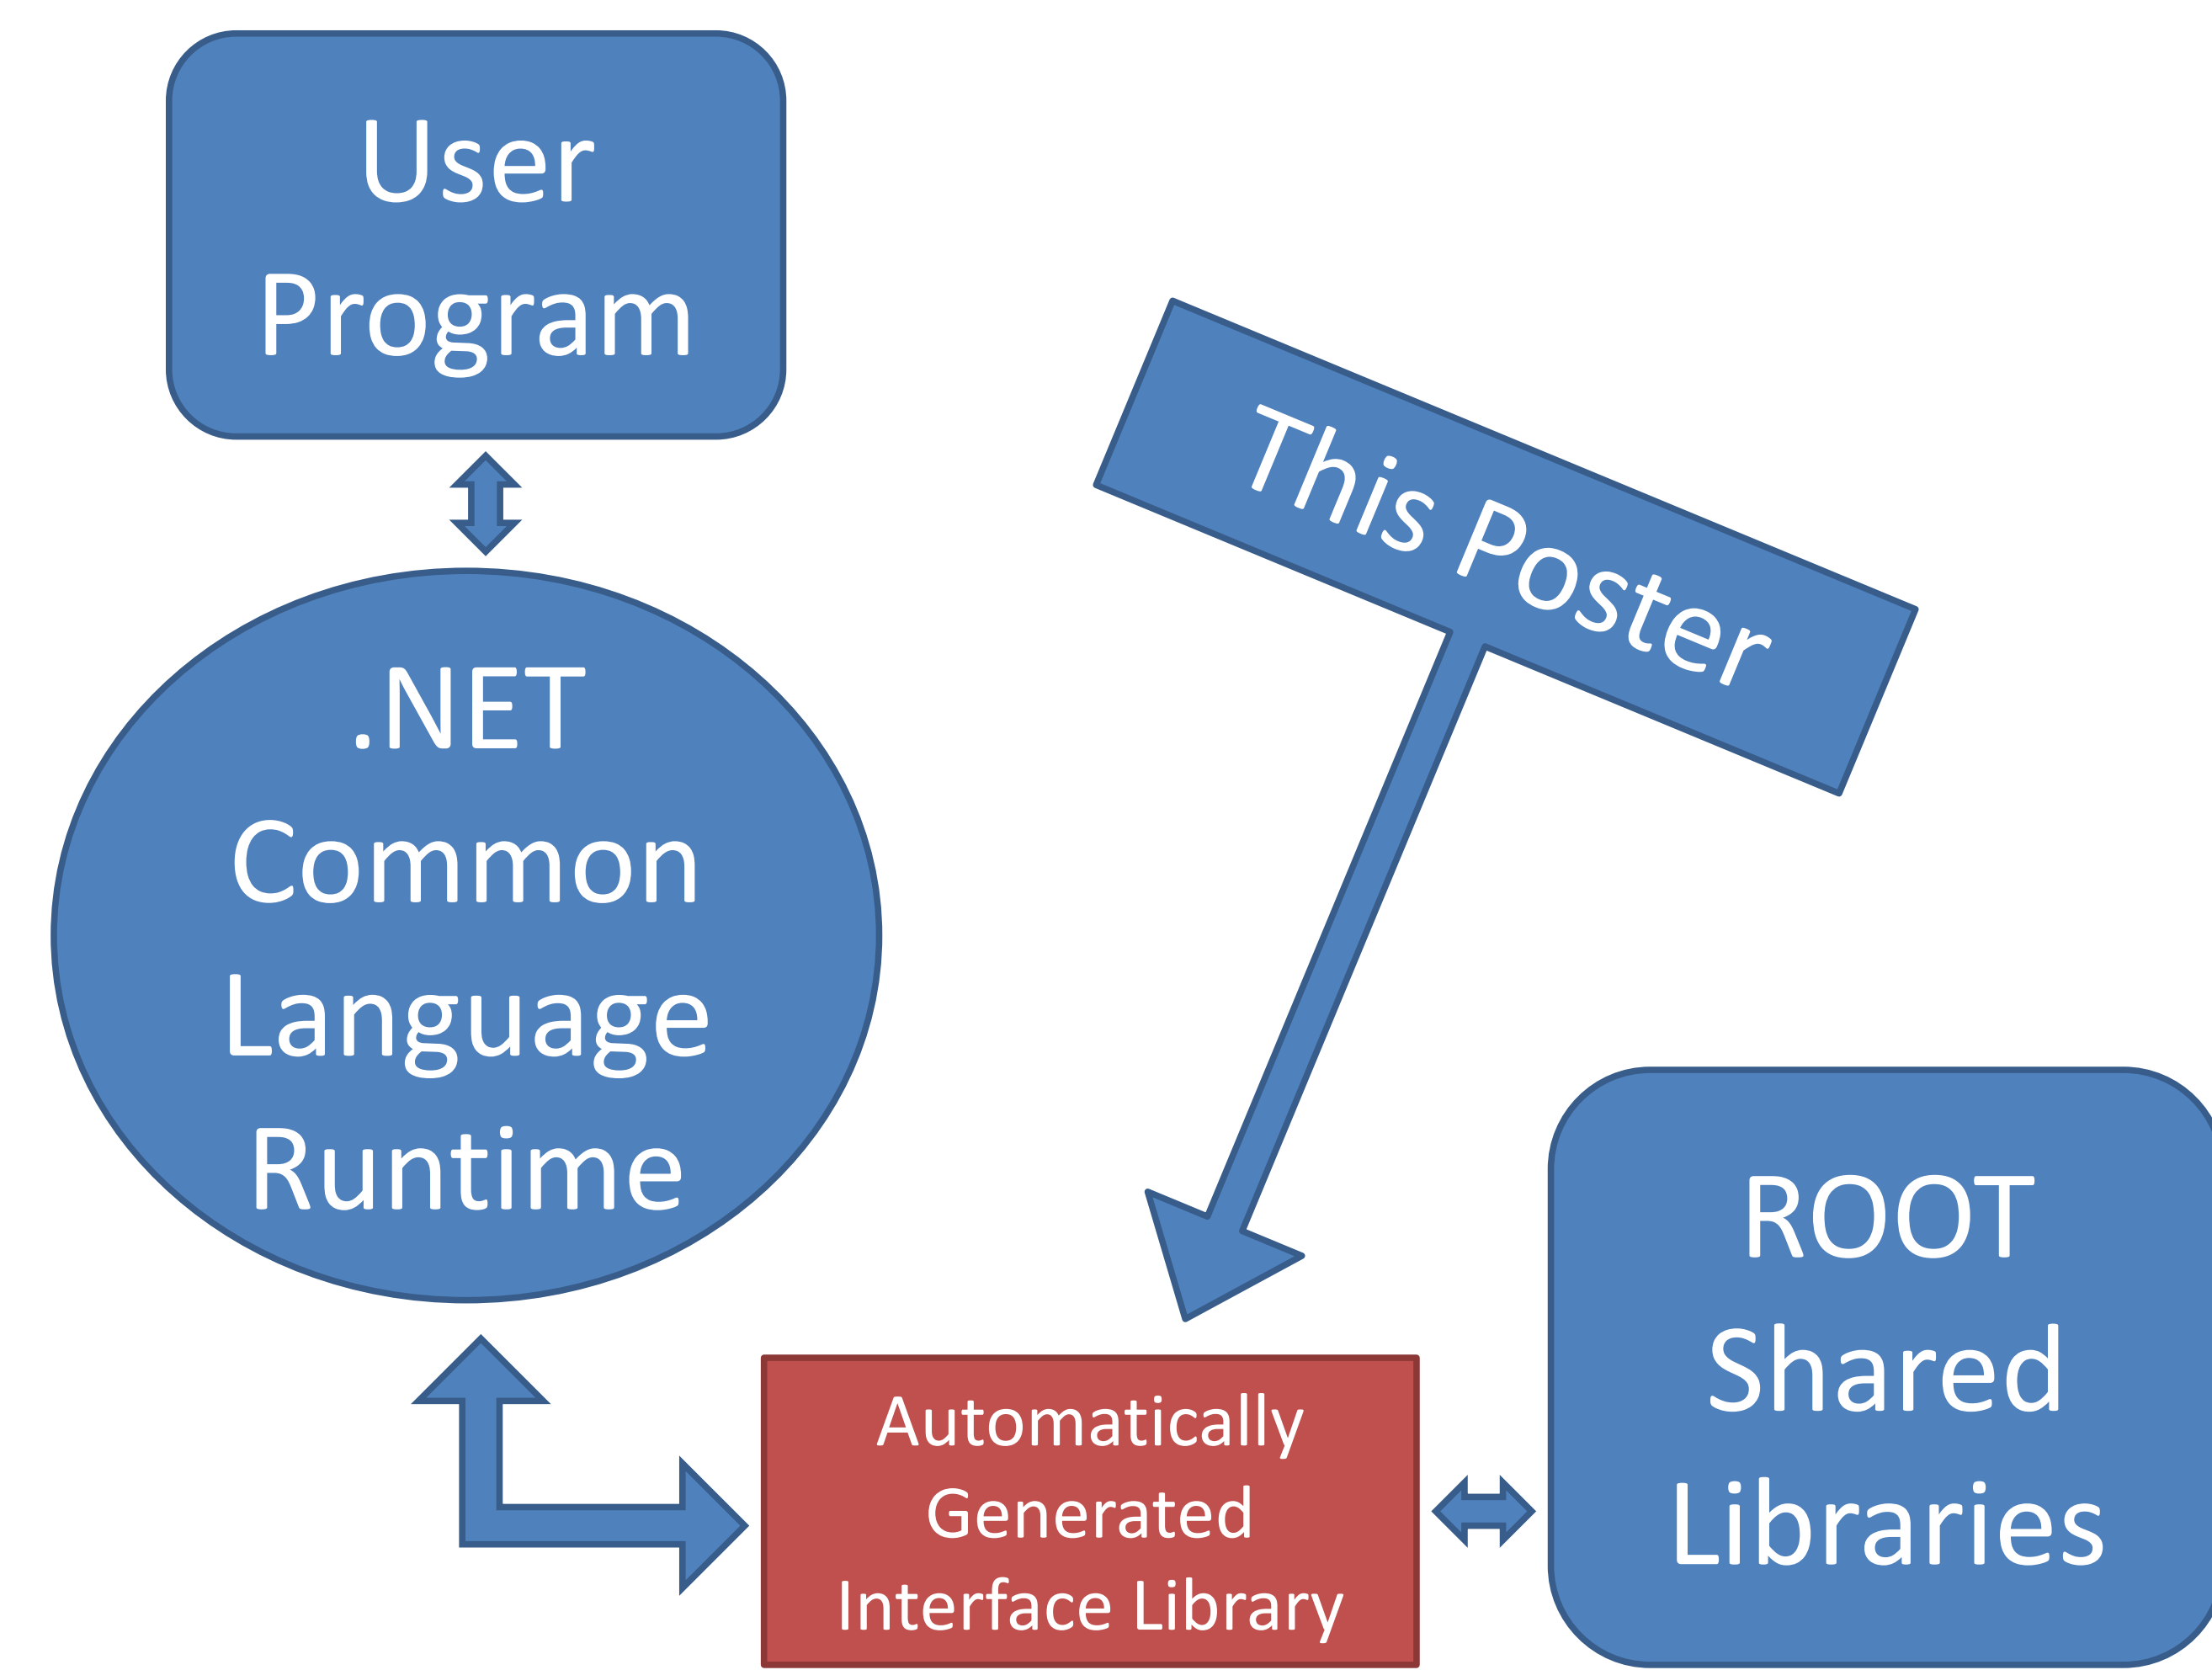 User
Program
This Poster
.NET
Common
Language
Runtime
ROOT
Shared
Libraries
Automatically
Generated
Interface Library